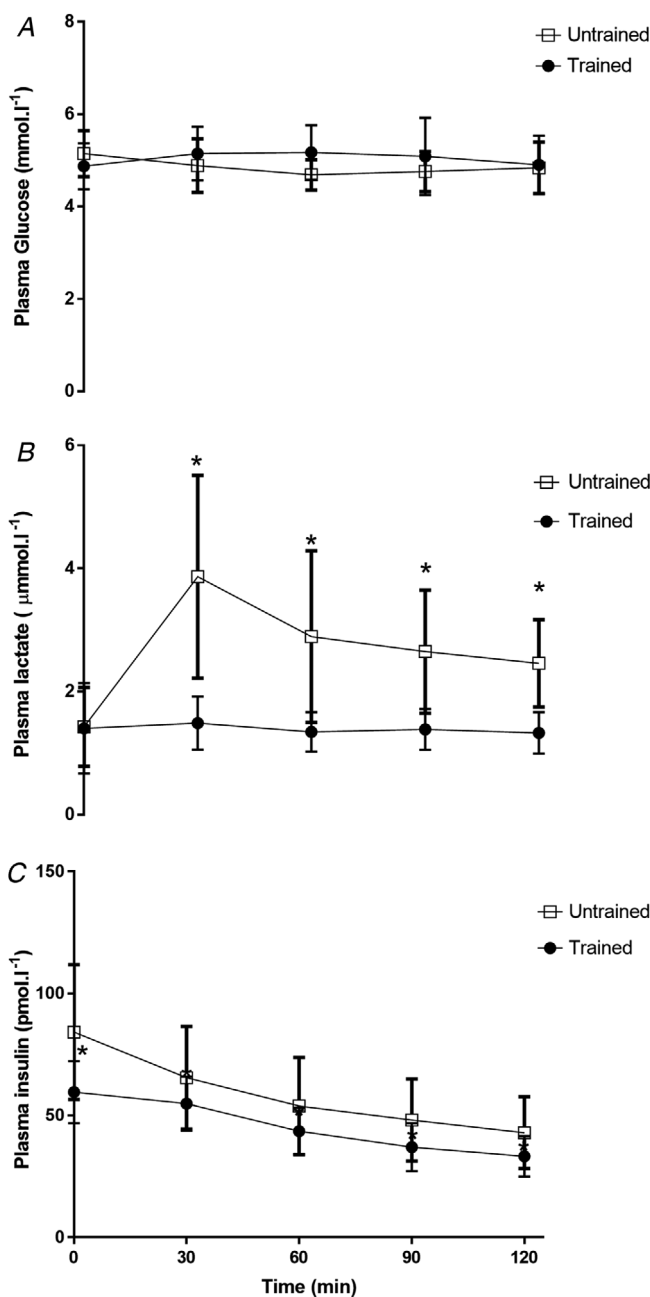 A
8
6
4
2
0
Plasma Glucose (mmol.l⁻¹)
Untrained
Trained
B
6
4
2
0
Plasma lactate ( µmmol.l⁻¹)
*
*
*
*
Untrained
Trained
C
150
100
50
0
Plasma insulin (pmol.l⁻¹)
*
*
*
*
*
Untrained
Trained
0 30 60 90 120
Time (min)